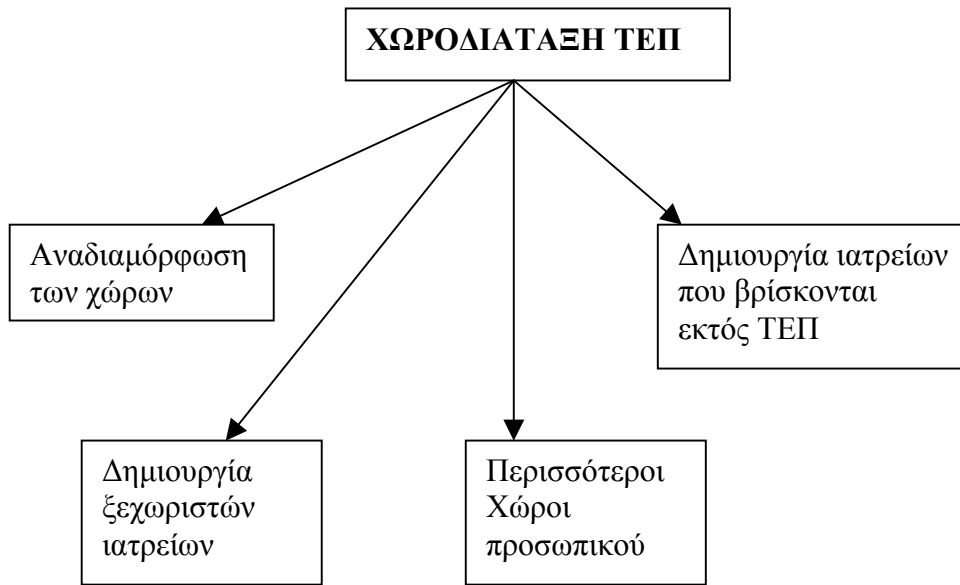 ΧΩΡΟΔΙΑΤΑΞΗ ΤΕΠ
Αναδιαμόρφωση
των χώρων
Δημιουργία ιατρείων
που βρίσκονται
εκτός ΤΕΠ
Δημιουργία
ξεχωριστών
ιατρείων
Περισσότεροι
Χώροι
προσωπικού